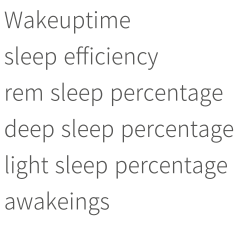 Wakeuptime
sleep efficiency
rem sleep percentage
deep sleep percentage
light sleep percentage
awakeings